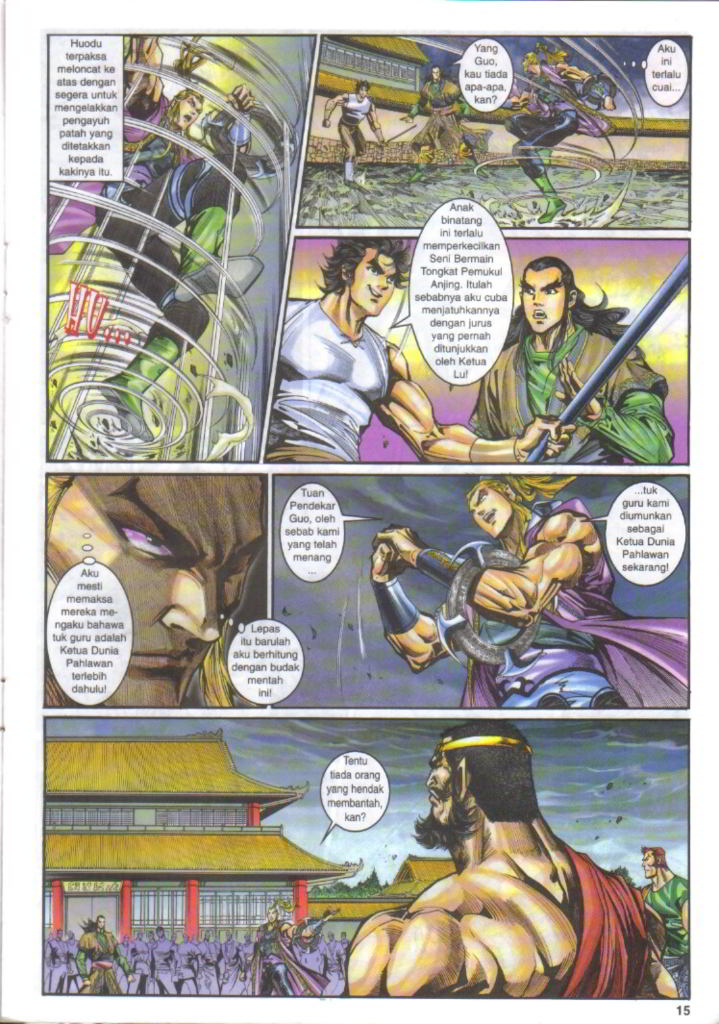 Huodu
terpaksa
meloncat ke
atas dengan
segera untuk
mengelakkan
pengayuh
patah yang
ditetakkan
kepada
kakinya itu.
Yang
Guo,
kau tiada
apa-apa,
kan?
Aku
ini
terlalu
cuai...
Anak
binatang
ini terlalu
memperkecilkan
Seni Bermain
Tongkat Pemukul
Anjing. Itulah
sebabnya aku cuba
menjatuhkannya
dengan jurus
yang pernah
ditunjukkan
oleh Ketua
Lu!
Aku
mesti
memaksa
mereka me-
ngaku bahawa
tuk guru adalah
Ketua Dunia
Pahlawan
terlebih
dahulu!
Lepas
itu barulah
aku berhitung
dengan budak
mentah
ini!
Tuan
Pendekar
Guo, oleh
sebab kami
yang telah
menang
...
...tuk
guru kami
diumunkan
sebagai
Ketua Dunia
Pahlawan
sekarang!
Tentu
tiada orang
yang hendak
membantah,
kan?
15